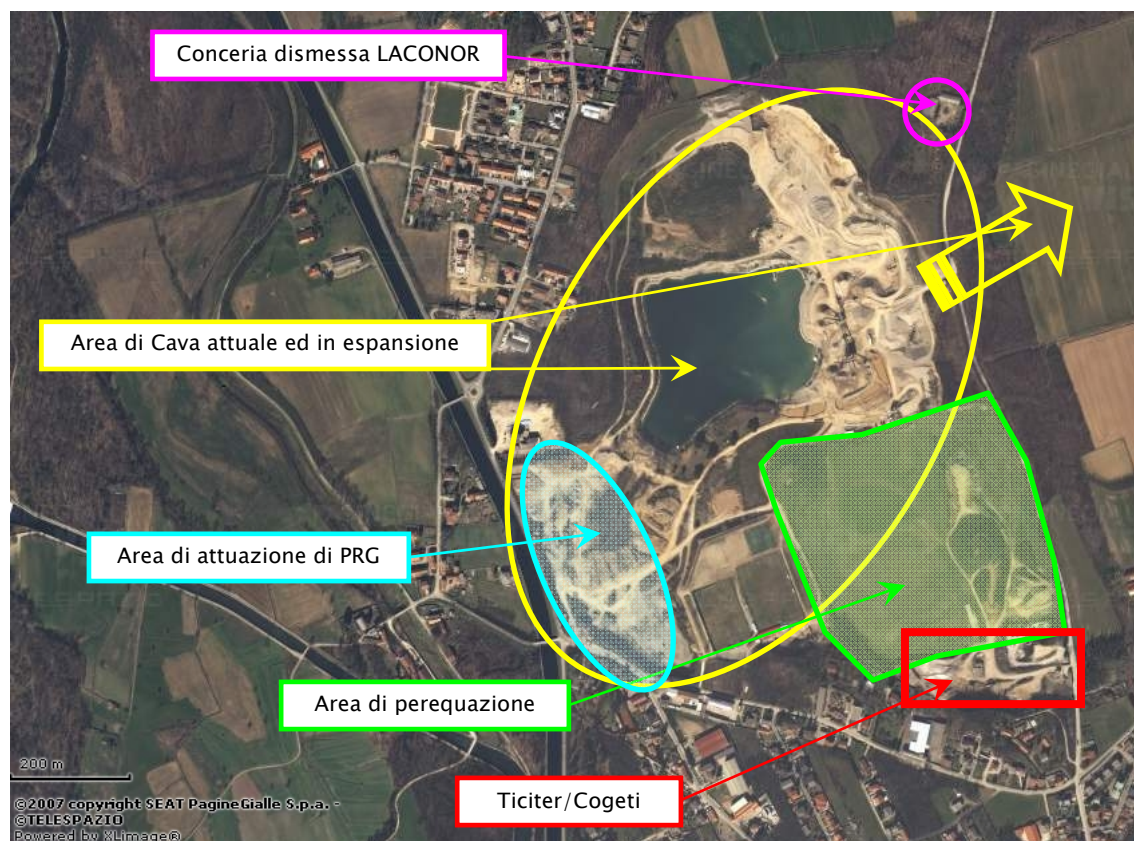 Conceria dismessa LACONOR
Area di Cava attuale ed in espansione
Area di attuazione di PRG
Area di perequazione
Ticiter/Cogeti
200 m
©2007 copyright SEAT PagineGialle S.p.a. -
©TELESPAZIO
Powered by XLimage®